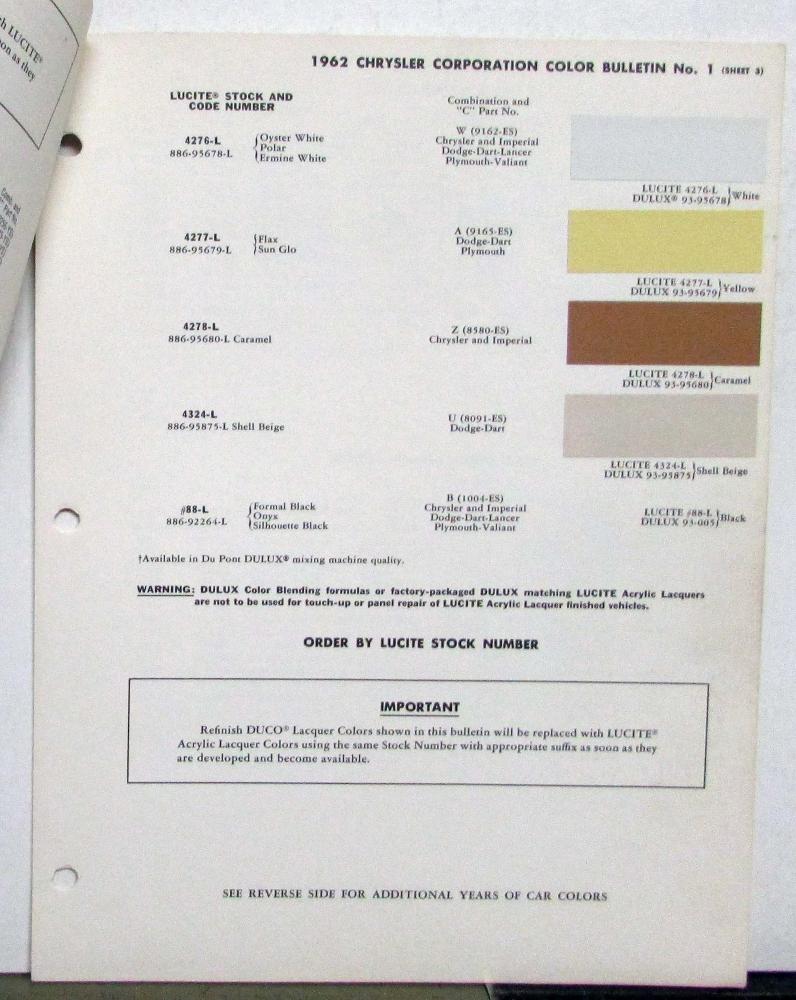 h LUCITE®
oon as they
1962 CHRYSLER CORPORATION COLOR BULLETIN No. 1 (SHEET 3)
LUCITE® STOCK AND
CODE NUMBER
Combination and
"C" Part No.
4276-L
886-95678-L
Oyster White
Polar
Ermine White
W (9162-ES)
Chrysler and Imperial
Dodge-Dart-Lancer
Plymouth-Valiant
LUCITE 4276-L
DULUX® 93-95678
White
4277-L
886-95679-L
Flax
Sun Glo
A (9165-ES)
Dodge-Dart
Plymouth
LUCITE 4277-L
DULUX 93-95679
Yellow
4278-L
886-95680-L Caramel
Z (8580-ES)
Chrysler and Imperial
LUCITE 4278-L
DULUX 93-95680
Caramel
4324-L
886-95875-L Shell Beige
U (8091-ES)
Dodge-Dart
LUCITE 4324-L
DULUX 93-95875
Shell Beige
#88-L
886-92264-L
Formal Black
Onyx
Silhouette Black
B (1004-ES)
Chrysler and Imperial
Dodge-Dart-Lancer
Plymouth-Valiant
LUCITE #88-L
DULUX 93-005
Black
†Available in Du Pont DULUX® mixing machine quality.
WARNING: DULUX Color Blending formulas or factory-packaged DULUX matching LUCITE Acrylic Lacquers
are not to be used for touch-up or panel repair of LUCITE Acrylic Lacquer finished vehicles.
ORDER BY LUCITE STOCK NUMBER
IMPORTANT
Refinish DUCO® Lacquer Colors shown in this bulletin will be replaced with LUCITE®
Acrylic Lacquer Colors using the same Stock Number with appropriate suffix as soon as they
are developed and become available.
SEE REVERSE SIDE FOR ADDITIONAL YEARS OF CAR COLORS